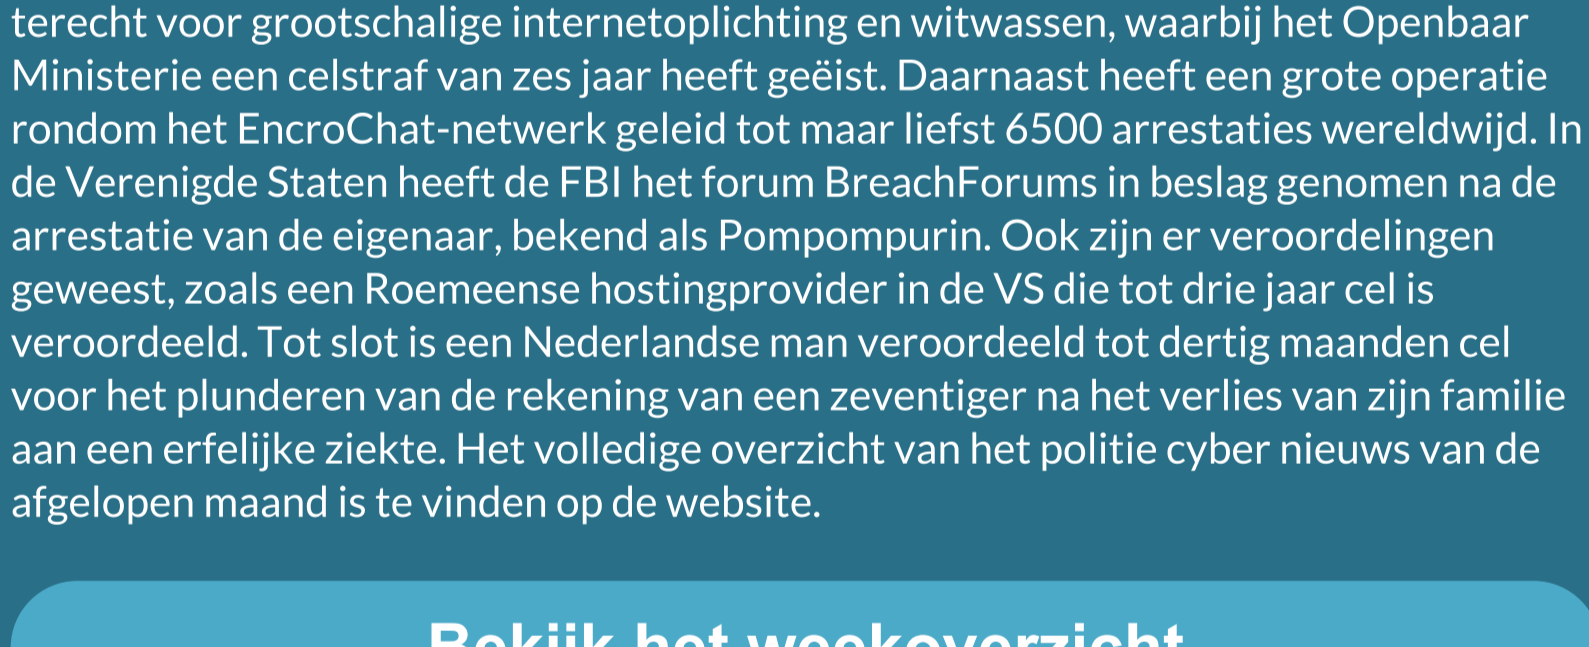 terecht voor grootschalige internetoplichting en witwassen, waarbij het Openbaar
Ministerie een celstraf van zes jaar heeft geëist. Daarnaast heeft een grote operatie
rondom het EncroChat-netwerk geleid tot maar liefst 6500 arrestaties wereldwijd. In
de Verenigde Staten heeft de FBI het forum BreachForums in beslag genomen na de
arrestatie van de eigenaar, bekend als Pompompurin. Ook zijn er veroordelingen
geweest, zoals een Roemeense hostingprovider in de VS die tot drie jaar cel is
veroordeeld. Tot slot is een Nederlandse man veroordeeld tot dertig maanden cel
voor het plunderen van de rekening van een zeventiger na het verlies van zijn familie
aan een erfelijke ziekte. Het volledige overzicht van het politie cyber nieuws van de
afgelopen maand is te vinden op de website.
Bekijk het weekoverzicht